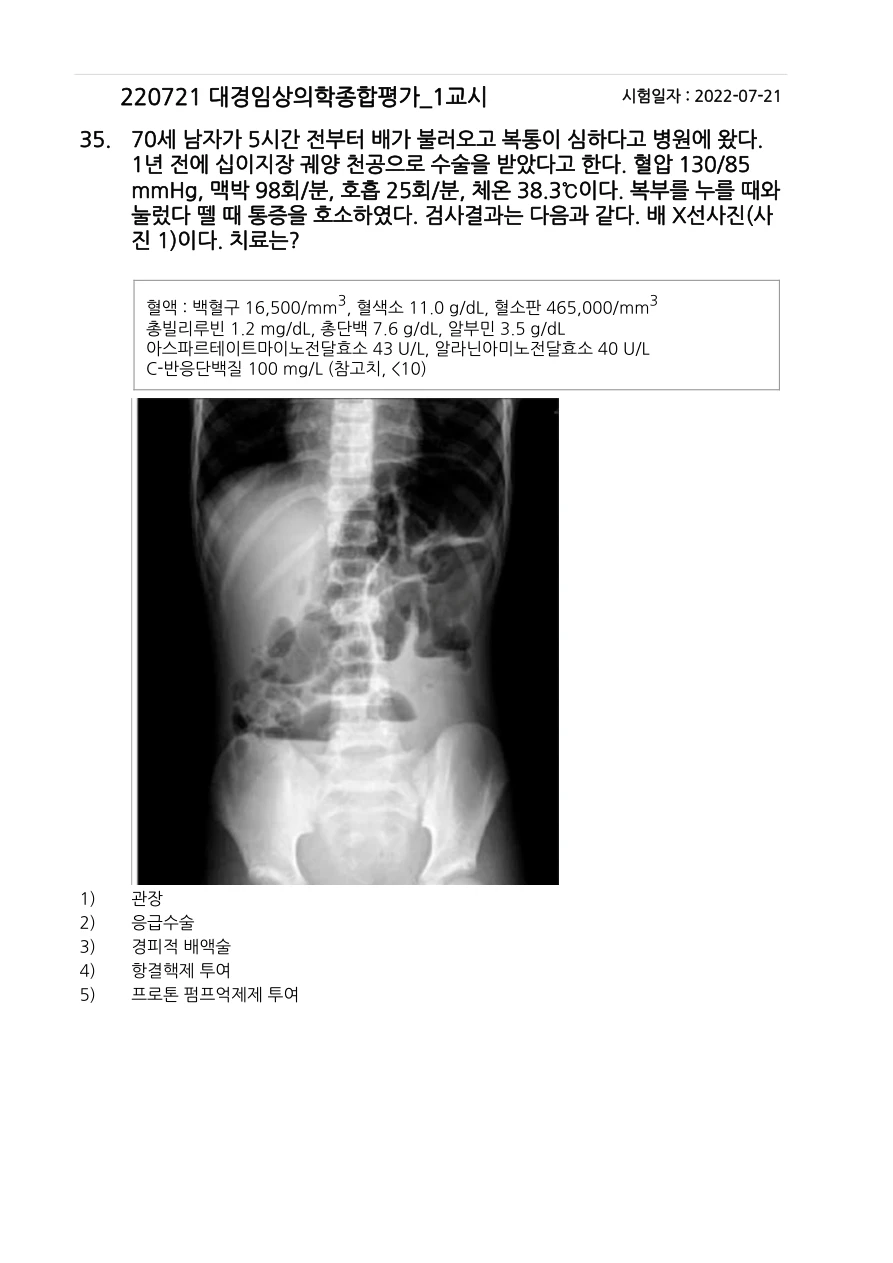 220721 대경임상의학종합평가_1교시
시험일자 : 2022-07-21
35. 70세 남자가 5시간 전부터 배가 불러오고 복통이 심하다고 병원에 왔다.
1년 전에 십이지장 궤양 천공으로 수술을 받았다고 한다. 혈압 130/85
mmHg, 맥박 98회/분, 호흡 25회/분, 체온 38.3℃이다. 복부를 누를 때와
눌렀다 뗄 때 통증을 호소하였다. 검사결과는 다음과 같다. 배 X선사진(사
진 1)이다. 치료는?
혈액 : 백혈구 16,500/mm³, 혈색소 11.0 g/dL, 혈소판 465,000/mm³
총빌리루빈 1.2 mg/dL, 총단백 7.6 g/dL, 알부민 3.5 g/dL
아스파르테이트마이노전달효소 43 U/L, 알라닌아미노전달효소 40 U/L
C-반응단백질 100 mg/L (참고치, <10)
1) 관장
2) 응급수술
3) 경피적 배액술
4) 항결핵제 투여
5) 프로톤 펌프억제제 투여